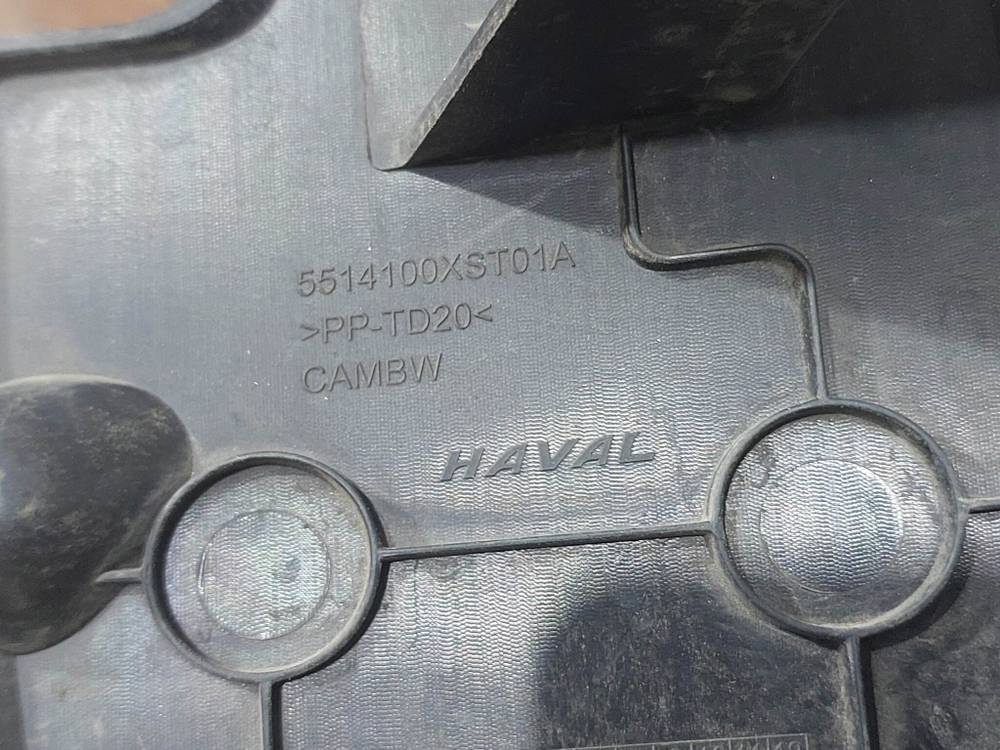 5514100XST01A
>PP-TD20<
CAMBW
HAVAL